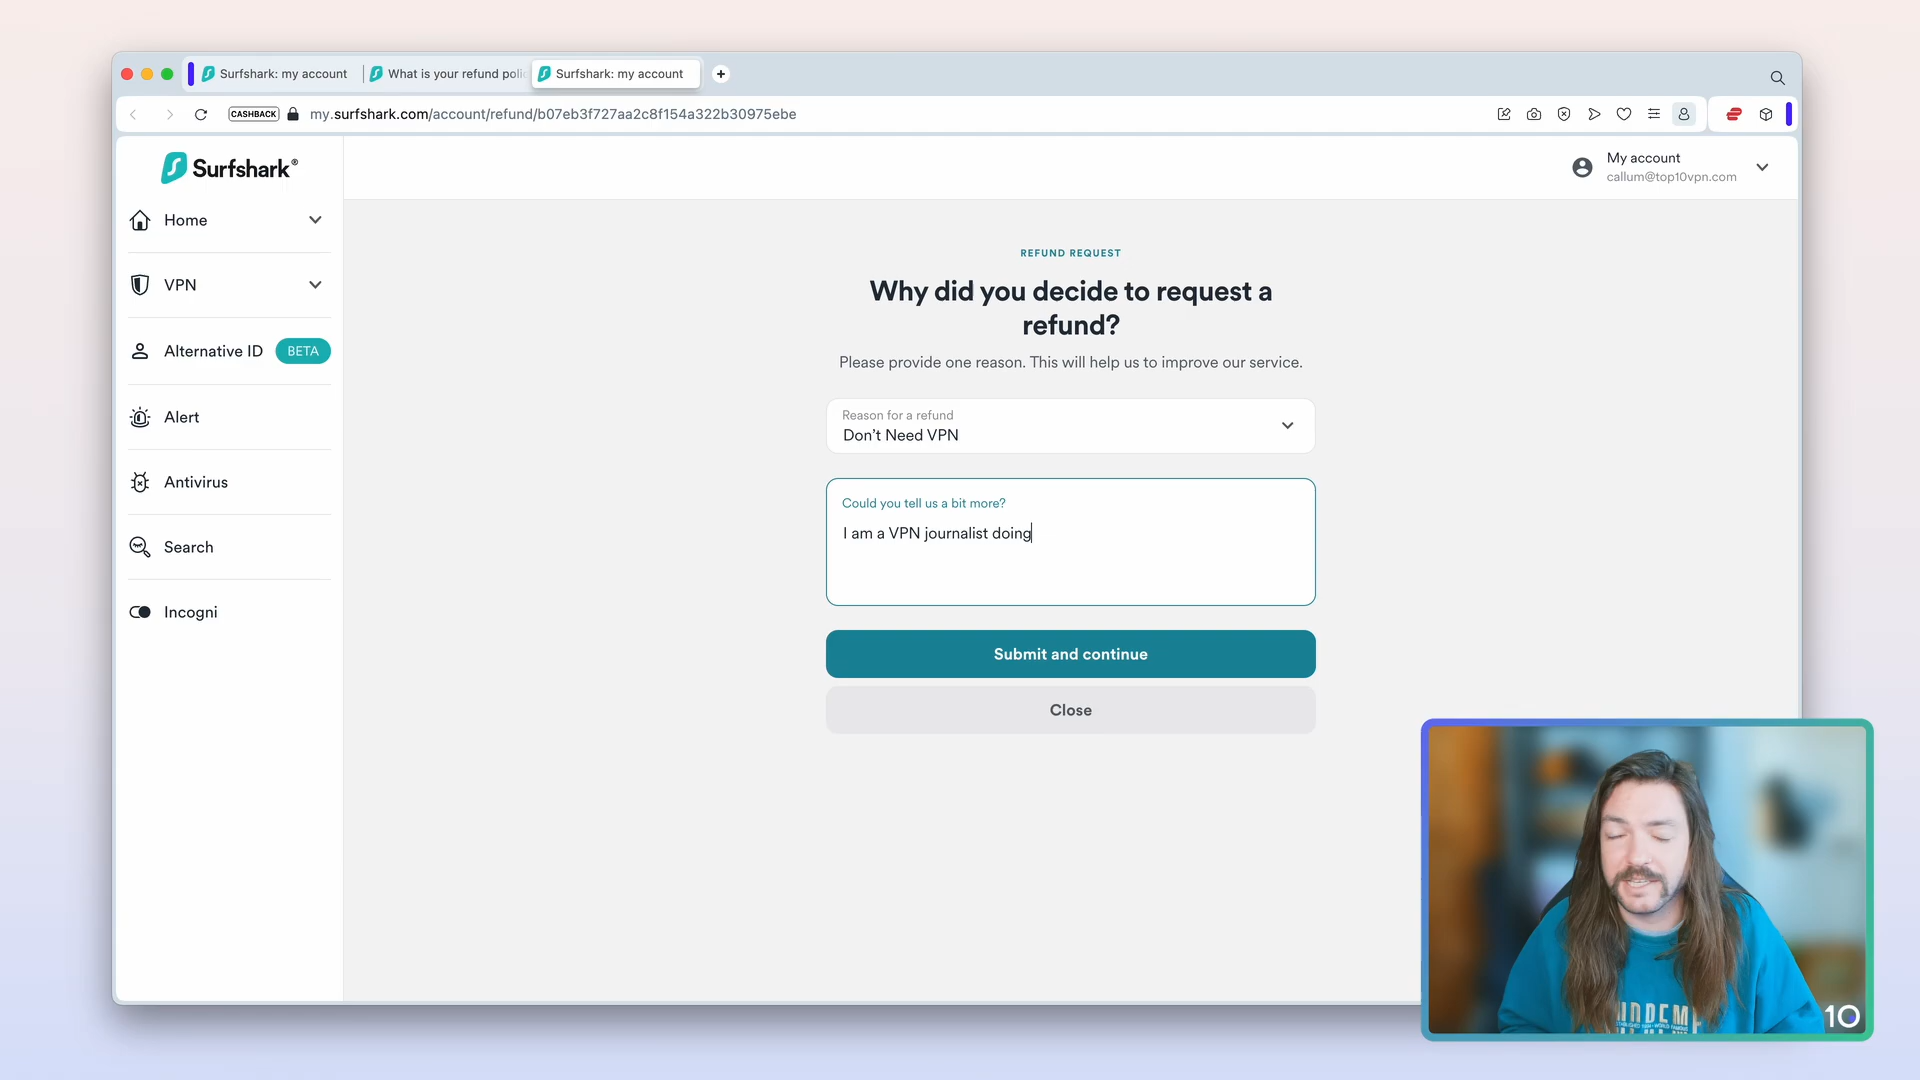 Surfshark: my account
What is your refund poli
Surfshark: my account
CASHBACK
my.surfshark.com/account/refund/b07eb3f727aa2c8f154a322b30975ebe
Surfshark®
My account
callum@top10vpn.com
Home
VPN
Alternative ID BETA
Alert
Antivirus
Search
Incogni
REFUND REQUEST
Why did you decide to request a
refund?
Please provide one reason. This will help us to improve our service.
Reason for a refund
Don't Need VPN
Could you tell us a bit more?
I am a VPN journalist doing
Submit and continue
Close
10